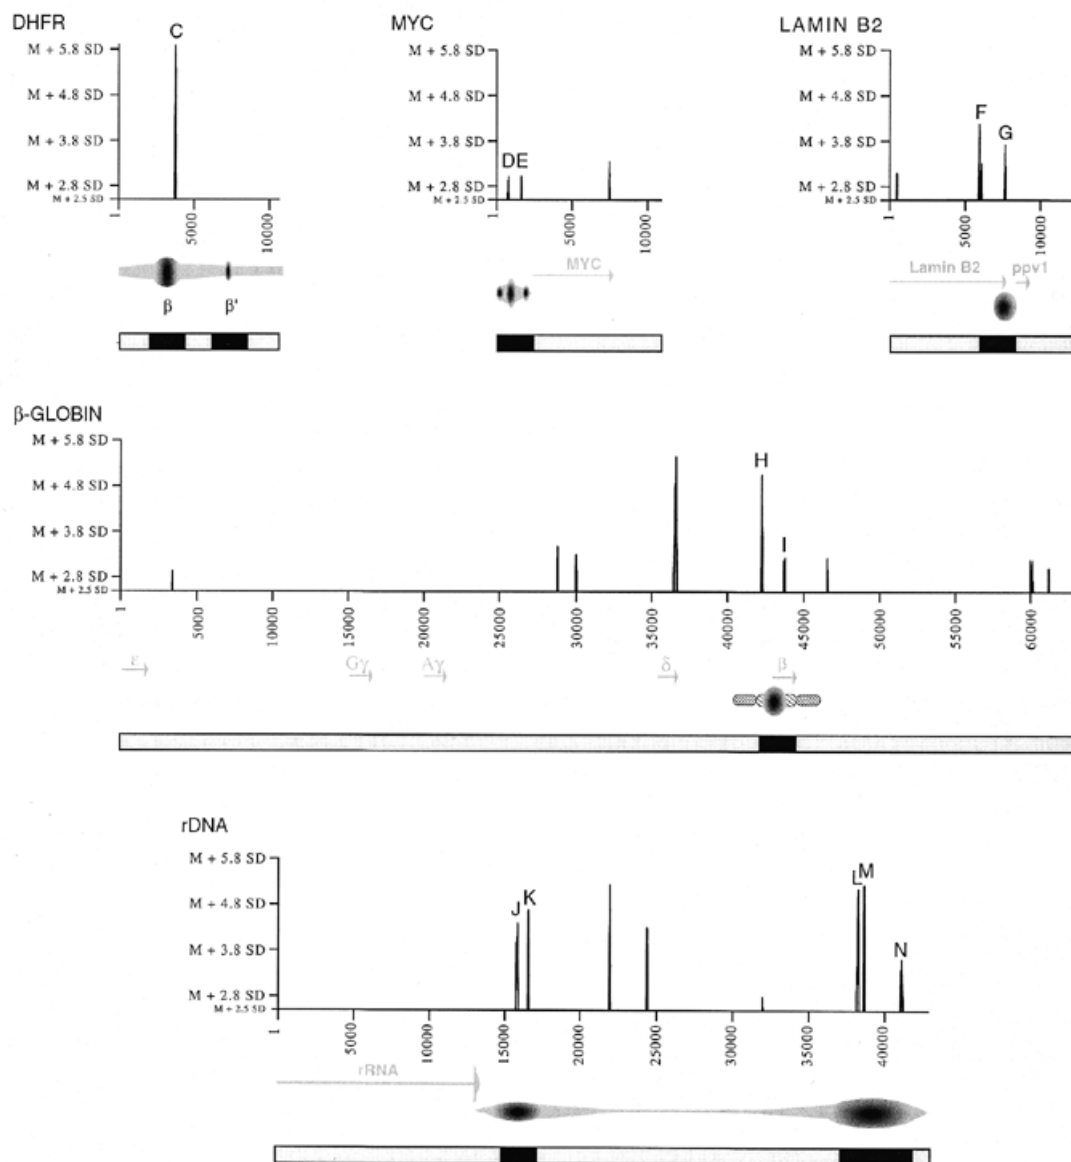 DHFR
C
M + 5.8 SD
M + 4.8 SD
M + 3.8 SD
M + 2.8 SD
M + 2.5 SD
1 5000 10000
β β'
MYC
M + 5.8 SD
M + 4.8 SD
M + 3.8 SD
DE
M + 2.8 SD
M + 2.5 SD
1 5000 10000
MYC
LAMIN B2
M + 5.8 SD
M + 4.8 SD
F
M + 3.8 SD
G
M + 2.8 SD
M + 2.5 SD
1 5000 10000
Lamin B2 ppv1
β-GLOBIN
M + 5.8 SD
H
M + 4.8 SD
M + 3.8 SD
I
M + 2.8 SD
M + 2.5 SD
1 5000 10000 15000 20000 25000 30000 35000 40000 45000 50000 55000 60000
ε Gγ Aγ δ β
rDNA
M + 5.8 SD
L M
M + 4.8 SD
J K
M + 3.8 SD
N
M + 2.8 SD
M + 2.5 SD
1 5000 10000 15000 20000 25000 30000 35000 40000
rRNA